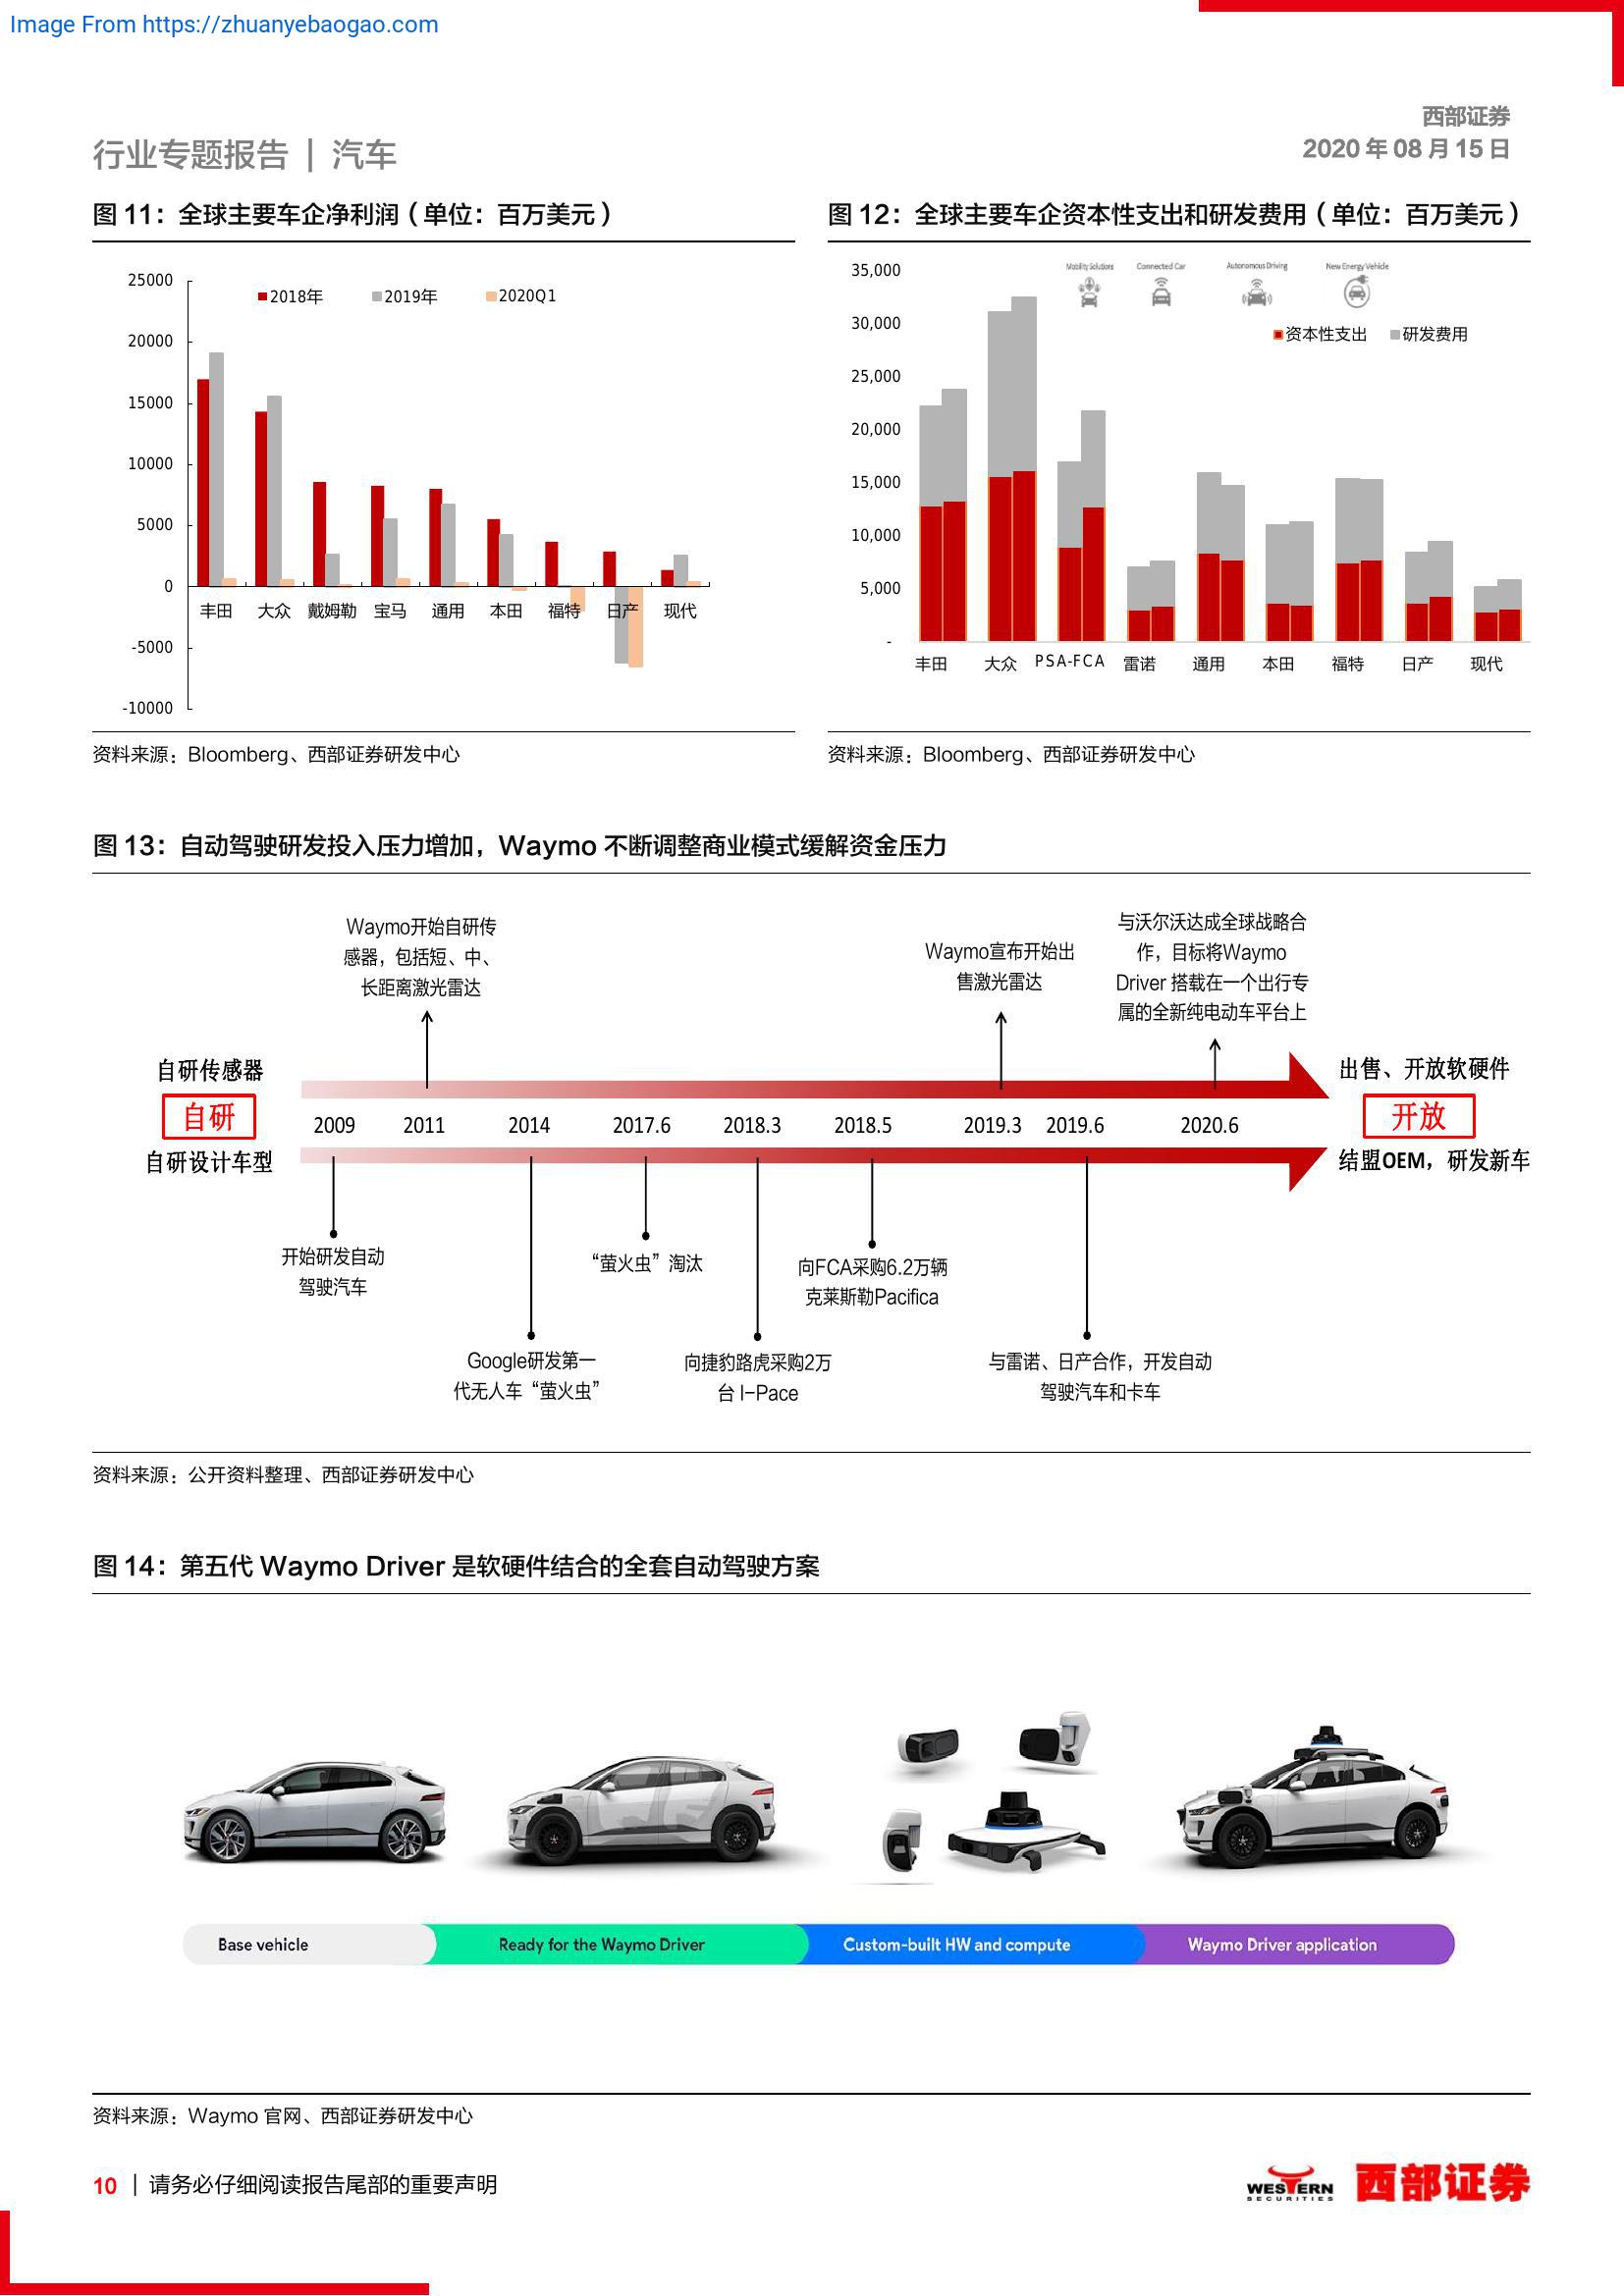 Image From https://zhuanyebaogao.com
西部证券
2020 年 08 月 15 日
行业专题报告 | 汽车
图 11：全球主要车企净利润（单位：百万美元）
25000
20000
15000
10000
5000
0
-5000
-10000
2018年 2019年 2020Q1
丰田 大众 戴姆勒 宝马 通用 本田 福特 日产 现代
资料来源：Bloomberg、西部证券研发中心
图 12：全球主要车企资本性支出和研发费用（单位：百万美元）
35,000
30,000
25,000
20,000
15,000
10,000
5,000
-
Mobility Solutions Connected Car Autonomous Driving New Energy Vehicle
资本性支出 研发费用
丰田 大众 PSA-FCA 雷诺 通用 本田 福特 日产 现代
资料来源：Bloomberg、西部证券研发中心
图 13：自动驾驶研发投入压力增加，Waymo 不断调整商业模式缓解资金压力
Waymo开始自研传
感器，包括短、中、
长距离激光雷达
Waymo宣布开始出
售激光雷达
与沃尔沃达成全球战略合
作，目标将Waymo
Driver 搭载在一个出行专
属的全新纯电动车平台上
自研传感器
自研
自研设计车型
2009 2011 2014 2017.6 2018.3 2018.5 2019.3 2019.6 2020.6
出售、开放软硬件
开放
结盟OEM，研发新车
开始研发自动
驾驶汽车
“萤火虫”淘汰
向FCA采购6.2万辆
克莱斯勒Pacifica
Google研发第一
代无人车“萤火虫”
向捷豹路虎采购2万
台 I-Pace
与雷诺、日产合作，开发自动
驾驶汽车和卡车
资料来源：公开资料整理、西部证券研发中心
图 14：第五代 Waymo Driver 是软硬件结合的全套自动驾驶方案
Base vehicle Ready for the Waymo Driver Custom-built HW and compute Waymo Driver application
资料来源：Waymo 官网、西部证券研发中心
10 | 请务必仔细阅读报告尾部的重要声明
WESTERN
SECURITIES
西部证券